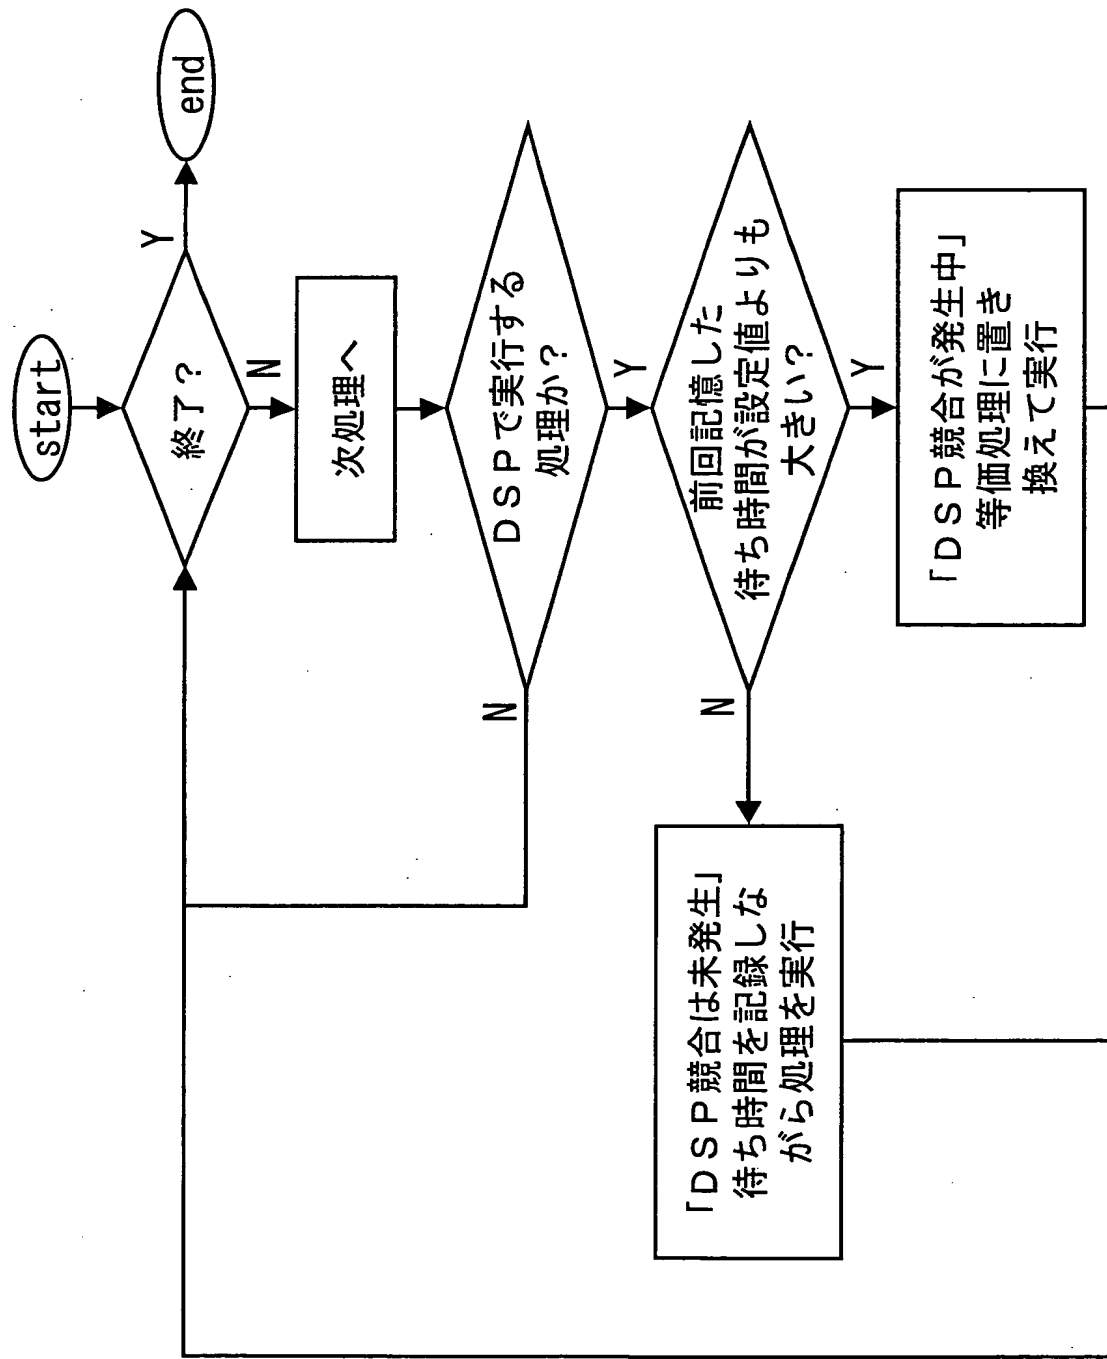 start
終了?
Y
end
N
次処理へ
DSPで実行する
処理か?
N
Y
前回記憶した
待ち時間が設定値よりも
大きい?
N
Y
「DSP競合は未発生」
待ち時間を記録しな
がら処理を実行
「DSP競合が発生中」
等価処理に置き
換えて実行